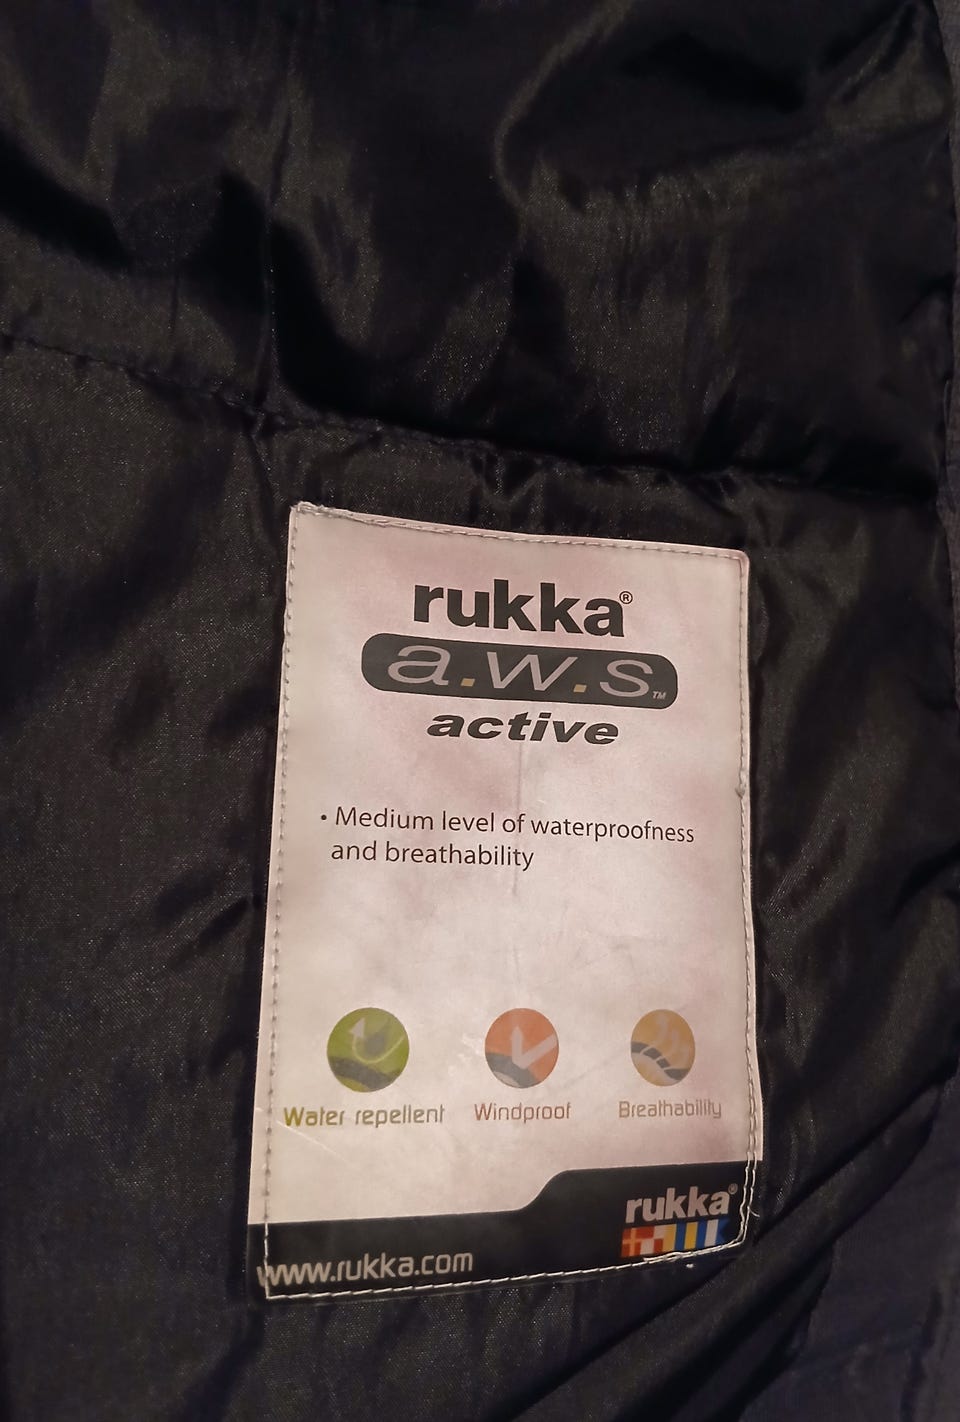 rukka®
a.w.s™
active
• Medium level of waterproofness
and breathability
Water repellent Windproof Breathability
rukka®
www.rukka.com